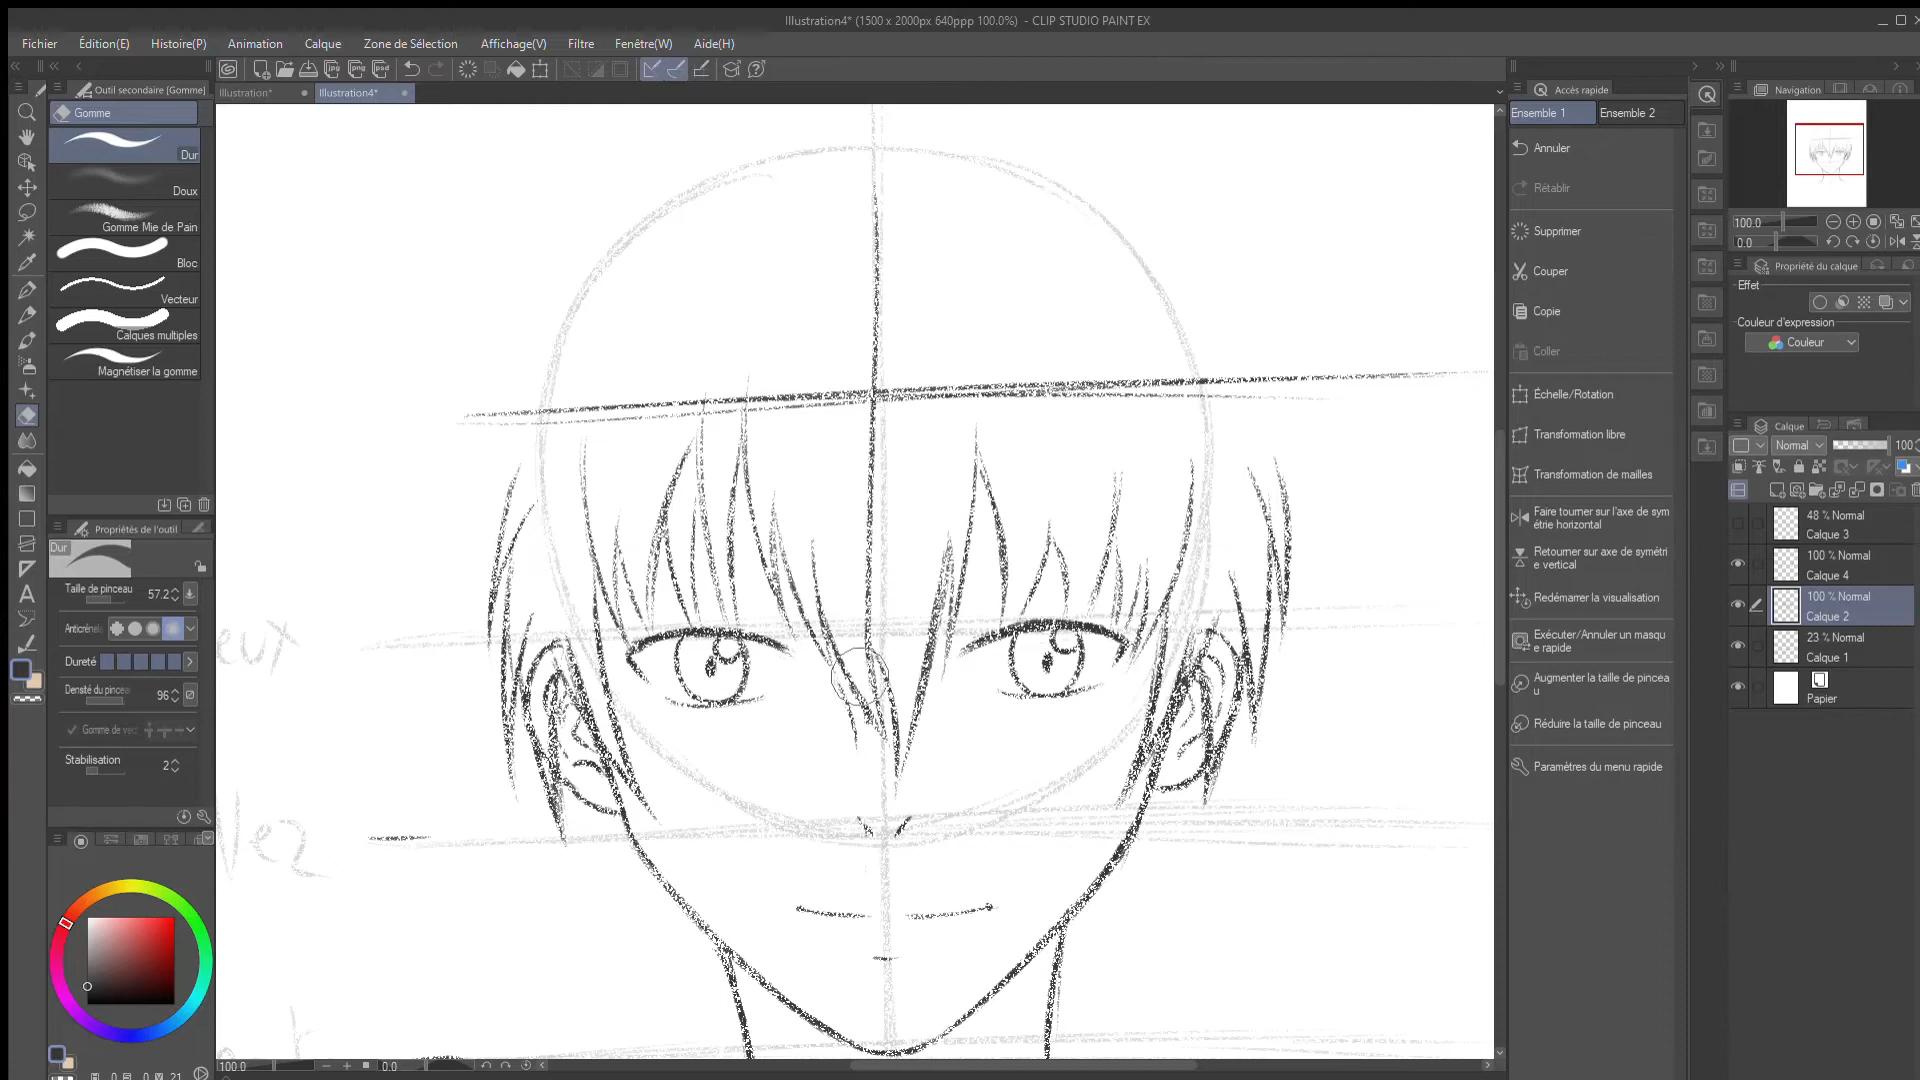 Illustration4* (1500 x 2000px 640ppp 100.0%) - CLIP STUDIO PAINT EX
Fichier Édition(E) Histoire(P) Animation Calque Zone de Sélection Affichage(V) Filtre Fenêtre(W) Aide(H)
Outil secondaire [Gomme]
Illustration* Illustration4*
Gomme
Dur
Doux
Gomme Mie de Pain
Bloc
Vecteur
Calques multiples
Magnétiser la gomme
Propriétés de l'outil
Dur
Taille de pinceau 57.2
Anticrénela
Dureté
Densité du pincea 96
Gomme de vec
Stabilisation 2
100.0 0.0
Accès rapide
Ensemble 1 Ensemble 2
Annuler
Rétablir
Supprimer
Couper
Copie
Coller
Échelle/Rotation
Transformation libre
Transformation de mailles
Faire tourner sur l'axe de sym
étrie horizontal
Retourner sur axe de symétri
e vertical
Redémarrer la visualisation
Exécuter/Annuler un masqu
e rapide
Augmenter la taille de pincea
u
Réduire la taille de pinceau
Paramètres du menu rapide
Navigation
100.0
0.0
Propriété du calque
Effet
Couleur d'expression
Couleur
Calque
Normal 100
48 % Normal
Calque 3
100 % Normal
Calque 4
100 % Normal
Calque 2
23 % Normal
Calque 1
Papier